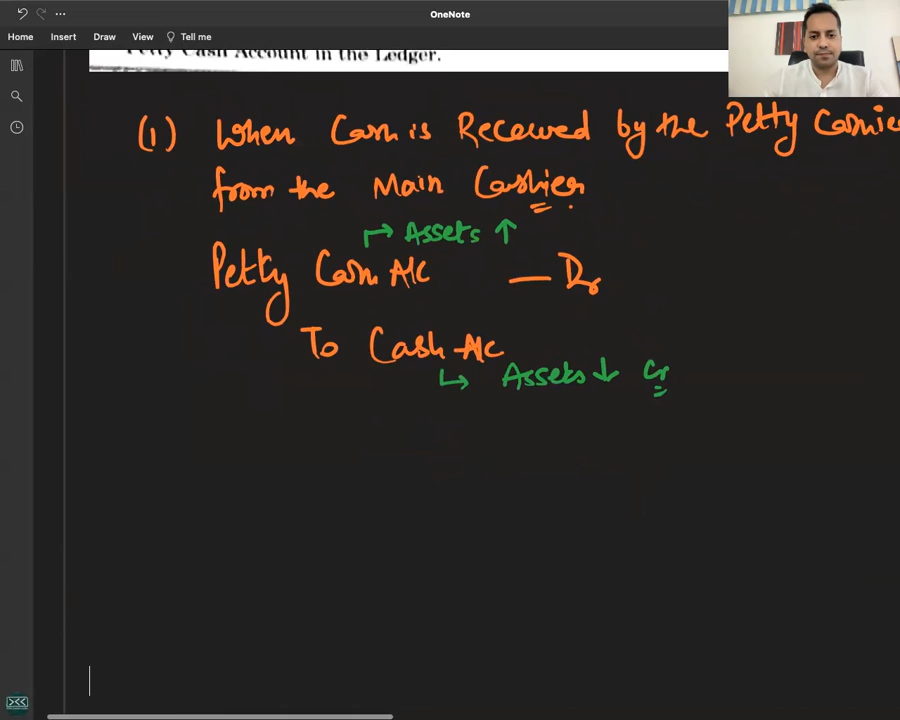 OneNote
Home Insert Draw View Tell me
Petty Cash Account in the Ledger.
(1) When Cash is Received by the Petty Cashie
from the Main Cashier
↱ Assets ↑
Petty Cash A/c — Dr
To Cash A/c
↳ Assets ↓ Cr